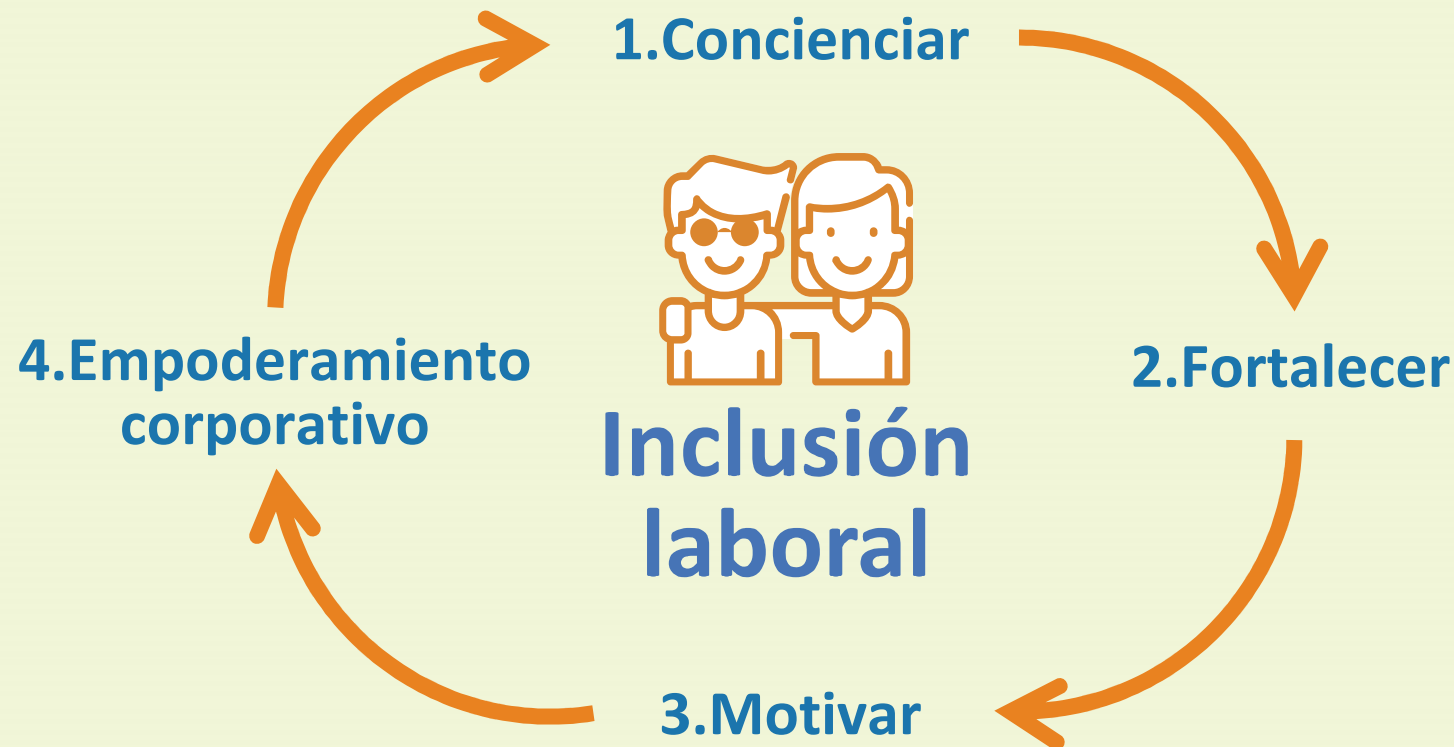 1.Concienciar
2.Fortalecer
3.Motivar
4.Empoderamiento
corporativo
Inclusión
laboral